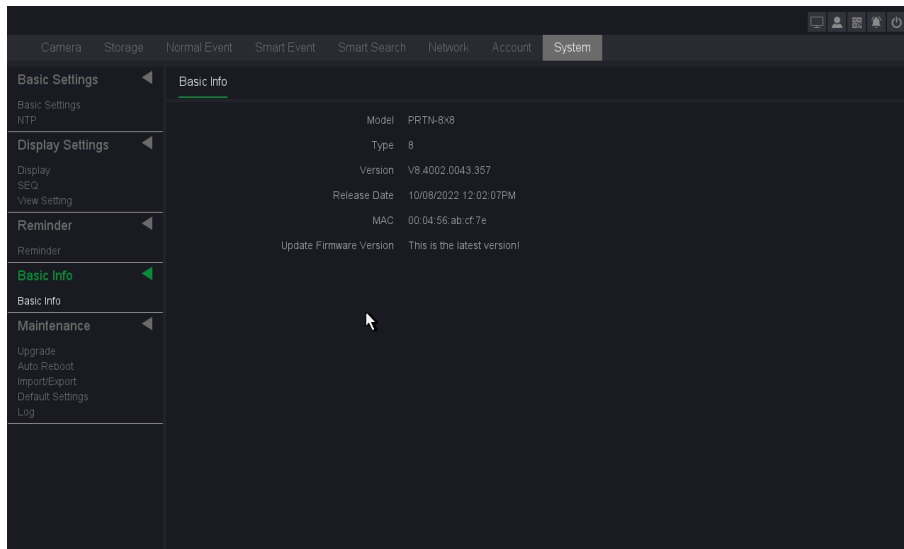 Camera Storage Normal Event Smart Event Smart Search Network Account System
Basic Settings
Basic Settings
NTP
Display Settings
Display
SEQ
View Setting
Reminder
Reminder
Basic Info
Basic Info
Maintenance
Upgrade
Auto Reboot
Import/Export
Default Settings
Log
Basic Info
Model PRTN-8X8
Type 8
Version V8.4002.0043.357
Release Date 10/08/2022 12:02:07PM
MAC 00:04:56:ab:cf:7e
Update Firmware Version This is the latest version!